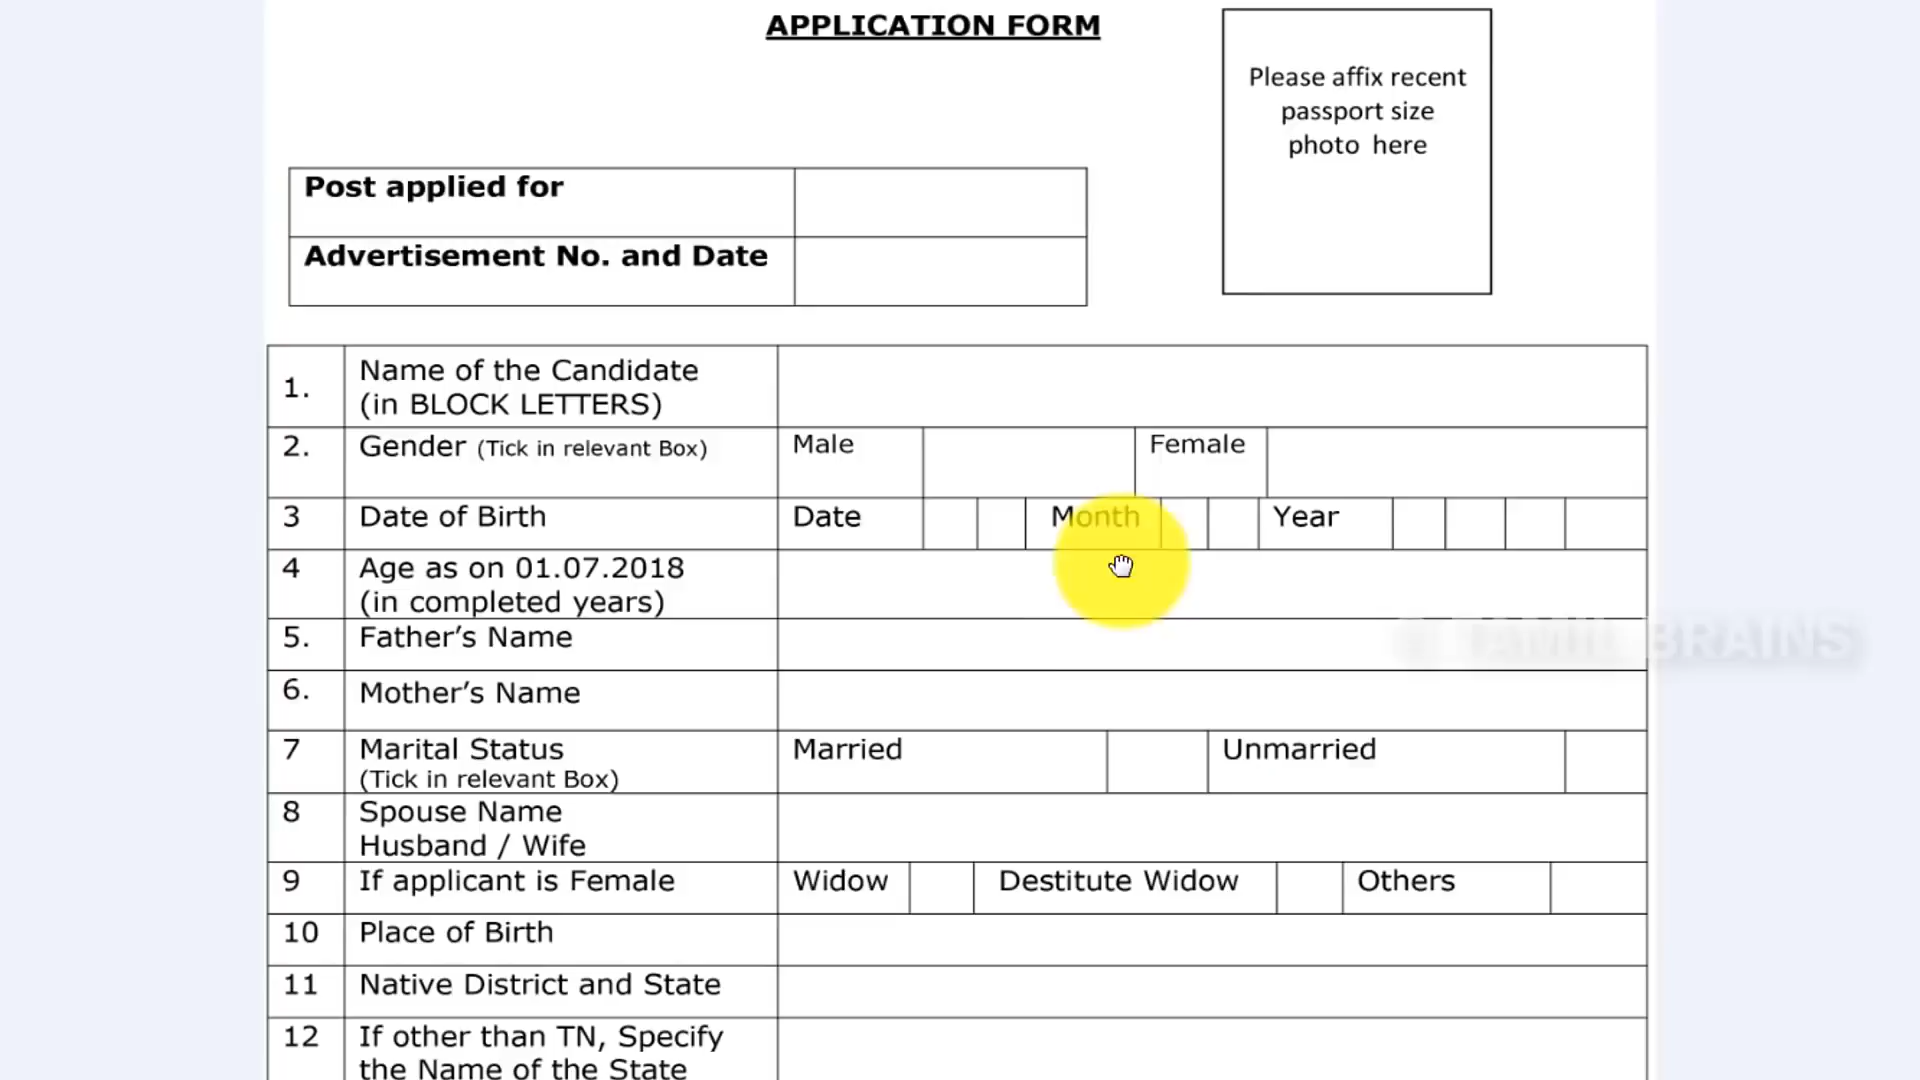 APPLICATION FORM
Please affix recent
passport size
photo here
Post applied for
Advertisement No. and Date
1. Name of the Candidate
(in BLOCK LETTERS)
2. Gender (Tick in relevant Box) Male Female
3 Date of Birth Date Month Year
4 Age as on 01.07.2018
(in completed years)
5. Father’s Name
6. Mother’s Name
7 Marital Status Married Unmarried
(Tick in relevant Box)
8 Spouse Name
Husband / Wife
9 If applicant is Female Widow Destitute Widow Others
10 Place of Birth
11 Native District and State
12 If other than TN, Specify
the Name of the State
TAMIL BRAINS